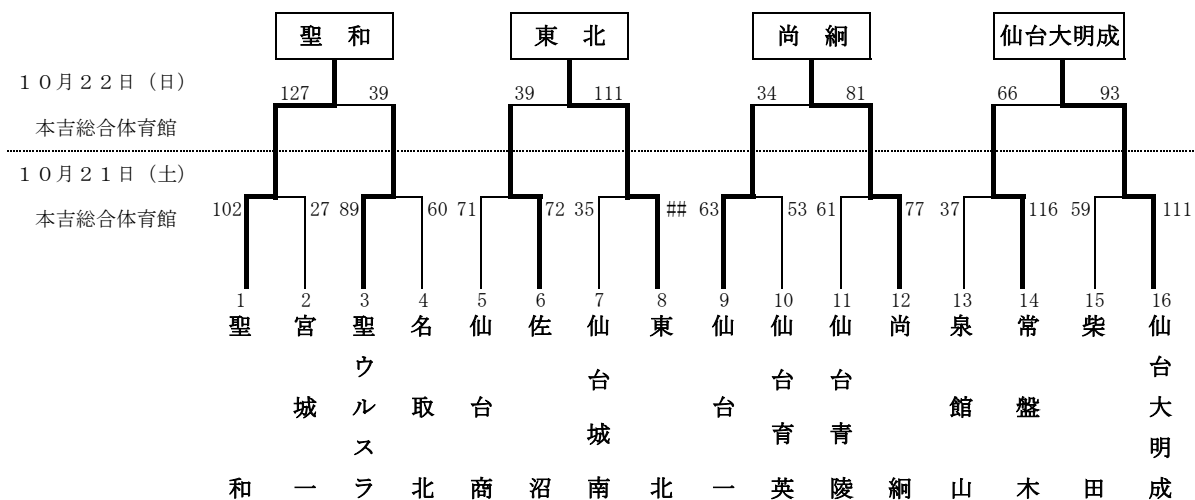 聖和 東北 尚絅 仙台大明成
10月22日（日） 127 39 39 111 34 81 66 93
本吉総合体育館
10月21日（土）
本吉総合体育館 102 27 89 60 71 72 35 ## 63 53 61 77 37 116 59 111
1 2 3 4 5 6 7 8 9 10 11 12 13 14 15 16
聖和
宮城一
聖ウルスラ
名取北
仙台商
佐沼
仙台城南
東北
仙台一
仙台育英
仙台青陵
尚絅
泉館山
常盤木
柴田
仙台大明成